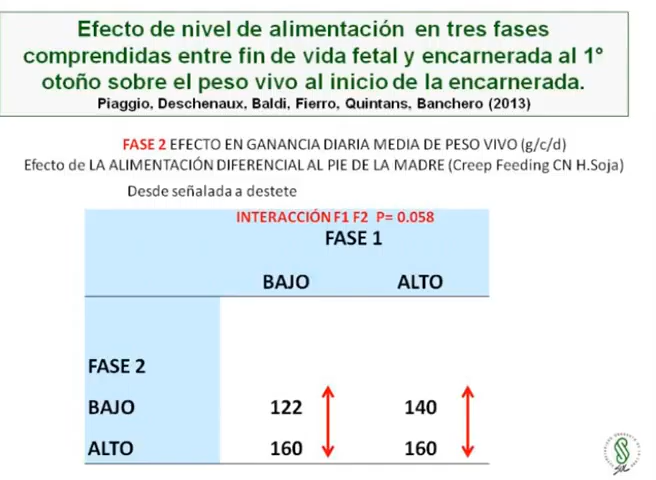 Efecto de nivel de alimentación en tres fases
comprendidas entre fin de vida fetal y encarnerada al 1°
otoño sobre el peso vivo al inicio de la encarnerada.
Piaggio, Deschenaux, Baldi, Fierro, Quintans, Banchero (2013)
FASE 2 EFECTO EN GANANCIA DIARIA MEDIA DE PESO VIVO (g/c/d)
Efecto de LA ALIMENTACIÓN DIFERENCIAL AL PIE DE LA MADRE (Creep Feeding CN H.Soja)
Desde señalada a destete
INTERACCIÓN F1 F2 P= 0.058
FASE 1
BAJO ALTO
FASE 2
BAJO 122 140
ALTO 160 160